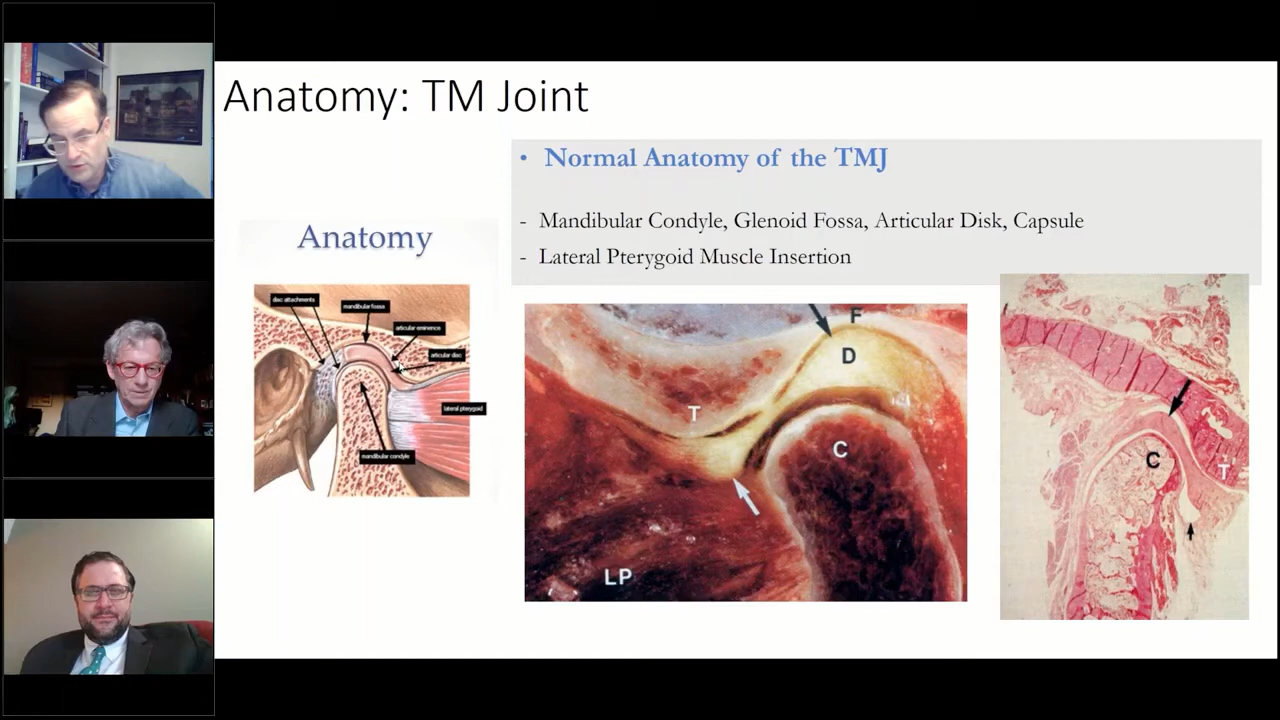 Anatomy: TM Joint
• Normal Anatomy of the TMJ
- Mandibular Condyle, Glenoid Fossa, Articular Disk, Capsule
- Lateral Pterygoid Muscle Insertion
Anatomy
disc attachments
mandibular fossa
articular eminence
articular disc
lateral pterygoid
mandibular condyle
F
D
T
C
LP
C
T